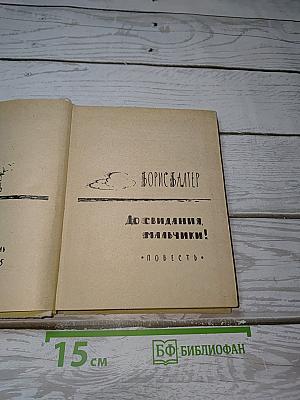 БОРИС БАЛТЕР
ДО СВИДАНИЯ,
МАЛЬЧИКИ!
• ПОВЕСТЬ •
15 см
БФ БИБЛИОФАН